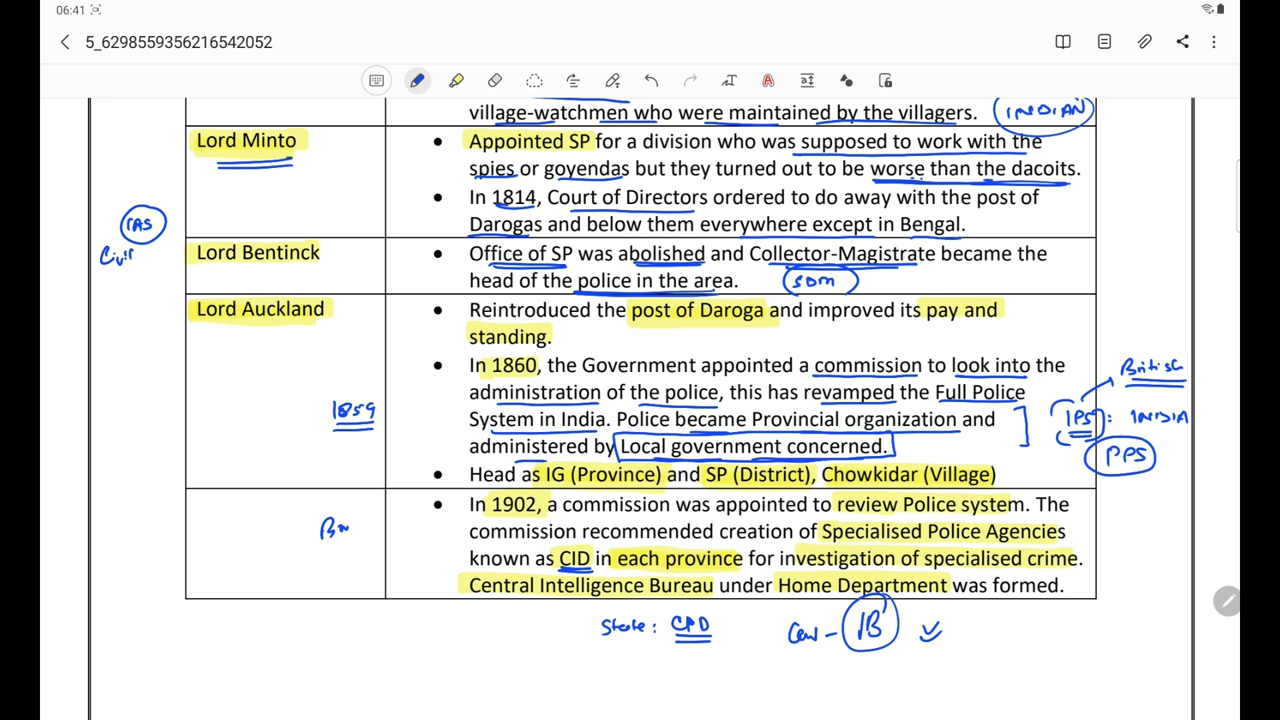 06:41
5_6298559356216542052
village-watchmen who were maintained by the villagers. INDIAN
Lord Minto
• Appointed SP for a division who was supposed to work with the
spies or goyendas but they turned out to be worse than the dacoits.
• In 1814, Court of Directors ordered to do away with the post of
Darogas and below them everywhere except in Bengal.
IAS
Civil
Lord Bentinck
• Office of SP was abolished and Collector-Magistrate became the
head of the police in the area. SDM
Lord Auckland
• Reintroduced the post of Daroga and improved its pay and
standing.
• In 1860, the Government appointed a commission to look into the
administration of the police, this has revamped the Full Police
System in India. Police became Provincial organization and
administered by Local government concerned.
1859
British
IPS : INDIA
PPS
• Head as IG (Province) and SP (District), Chowkidar (Village)
• In 1902, a commission was appointed to review Police system. The
commission recommended creation of Specialised Police Agencies
known as CID in each province for investigation of specialised crime.
Central Intelligence Bureau under Home Department was formed.
State : CID
IB